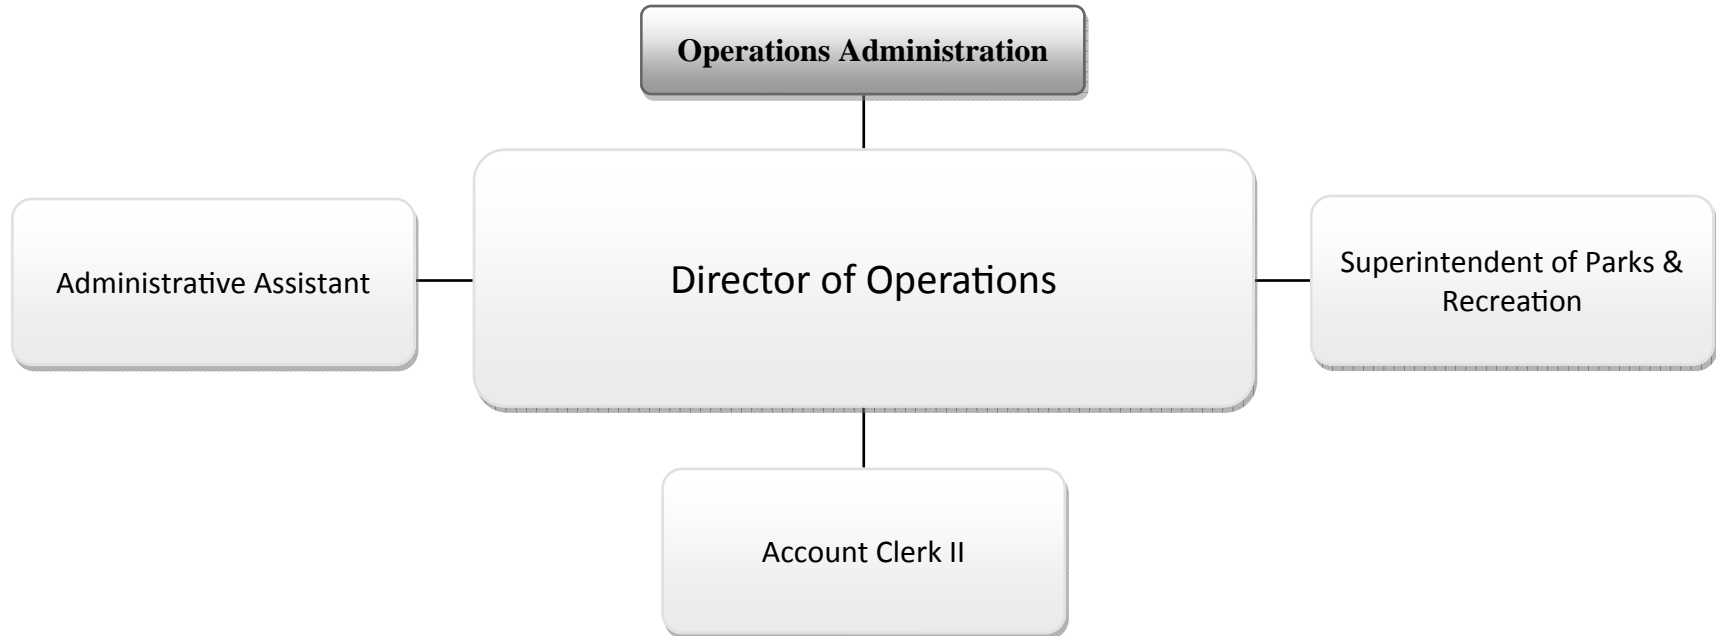 Operations Administration
Administrative Assistant
Director of Operations
Superintendent of Parks &
Recreation
Account Clerk II